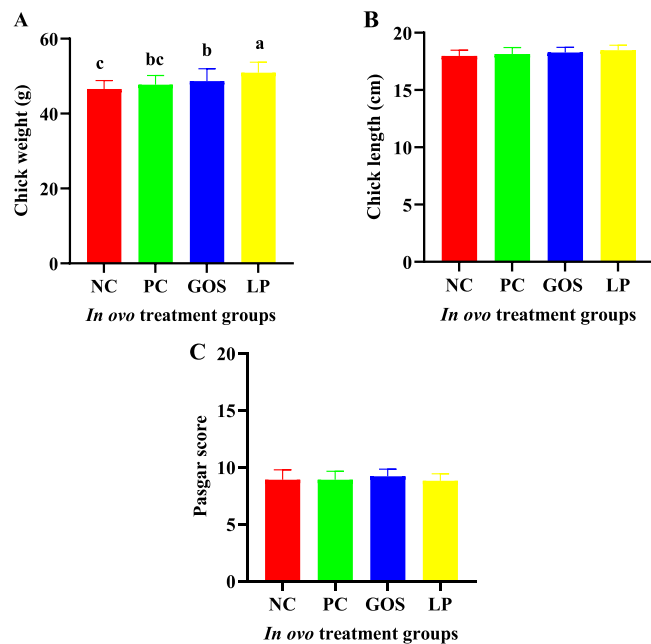 A
Chick weight (g)
60
40
20
0
c bc b a
NC PC GOS LP
In ovo treatment groups
B
Chick length (cm)
20
15
10
5
0
NC PC GOS LP
In ovo treatment groups
C
Pasgar score
20
15
10
5
0
NC PC GOS LP
In ovo treatment groups